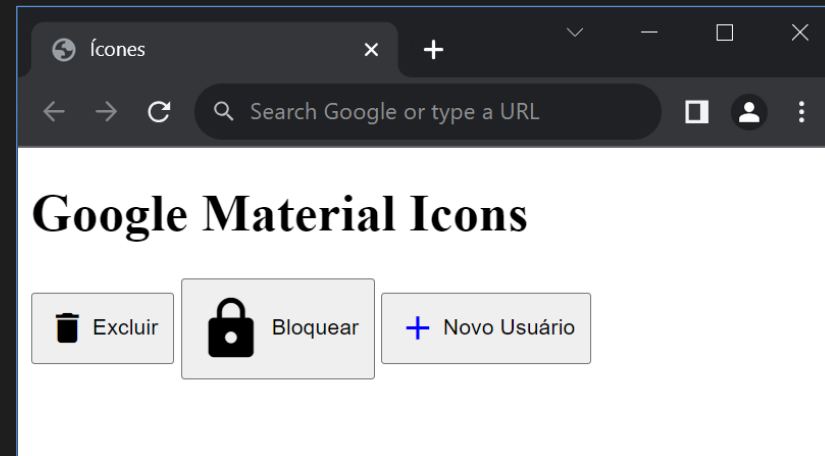 Ícones
Search Google or type a URL
Google Material Icons
Excluir Bloquear Novo Usuário